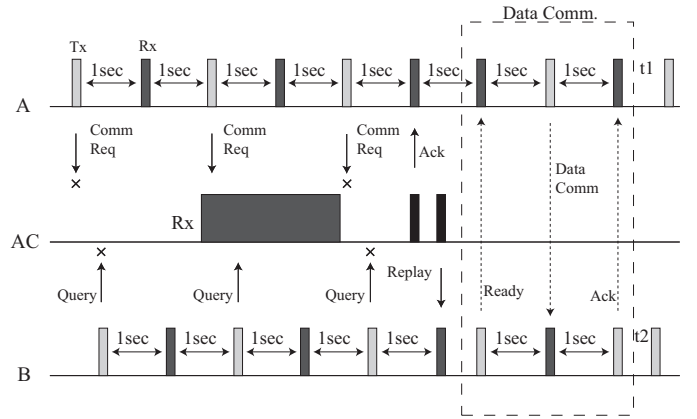 Data Comm.
Tx
Rx
1sec 1sec 1sec 1sec 1sec 1sec 1sec 1sec t1
A
Comm
Req
Comm
Req
Comm
Req
Ack
Data
Comm
Rx
AC
Query
Query
Query
Replay
Ready
Ack
1sec 1sec 1sec 1sec 1sec 1sec 1sec t2
B